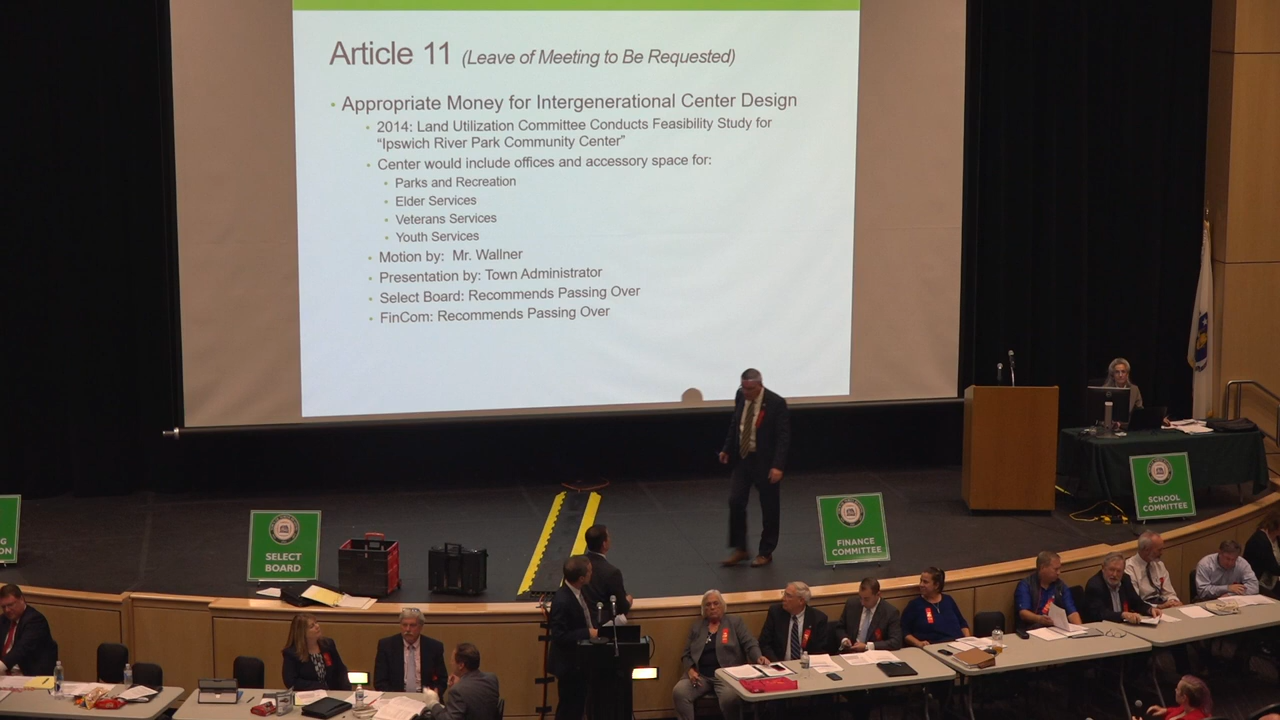 Article 11 (Leave of Meeting to Be Requested)
• Appropriate Money for Intergenerational Center Design
• 2014: Land Utilization Committee Conducts Feasibility Study for
“Ipswich River Park Community Center”
• Center would include offices and accessory space for:
• Parks and Recreation
• Elder Services
• Veterans Services
• Youth Services
• Motion by: Mr. Wallner
• Presentation by: Town Administrator
• Select Board: Recommends Passing Over
• FinCom: Recommends Passing Over
SELECT
BOARD
FINANCE
COMMITTEE
SCHOOL
COMMITTEE